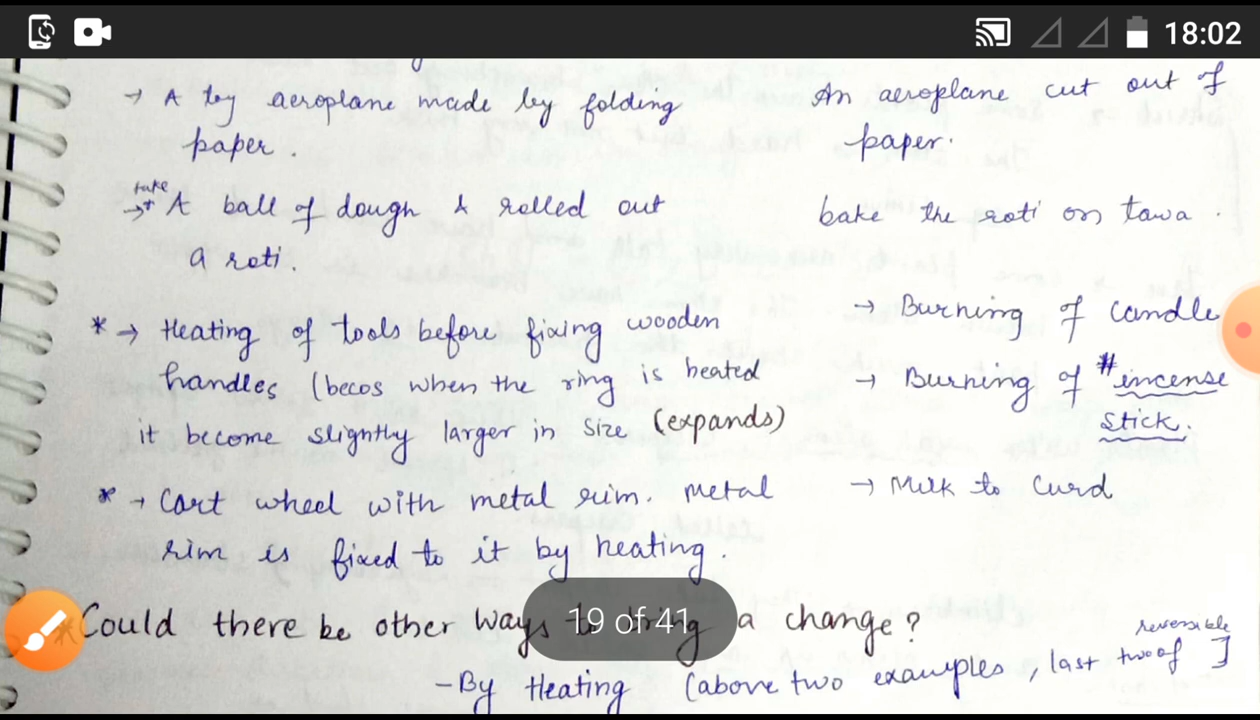 18:02
→ A toy aeroplane made by folding
paper.
take
→ A ball of dough & rolled out
a roti.
* → Heating of tools before fixing wooden
handles (becos when the ring is heated
it become slightly larger in size (expands)
* → Cart wheel with metal rim. Metal
rim is fixed to it by heating.
An aeroplane cut out of
paper.
bake the roti on tawa.
→ Burning of candle
→ Burning of # incense
stick.
→ Milk to Curd
19 of 41
* Could there be other ways to bring a change?
– By Heating (above two examples, last two of reversible ]